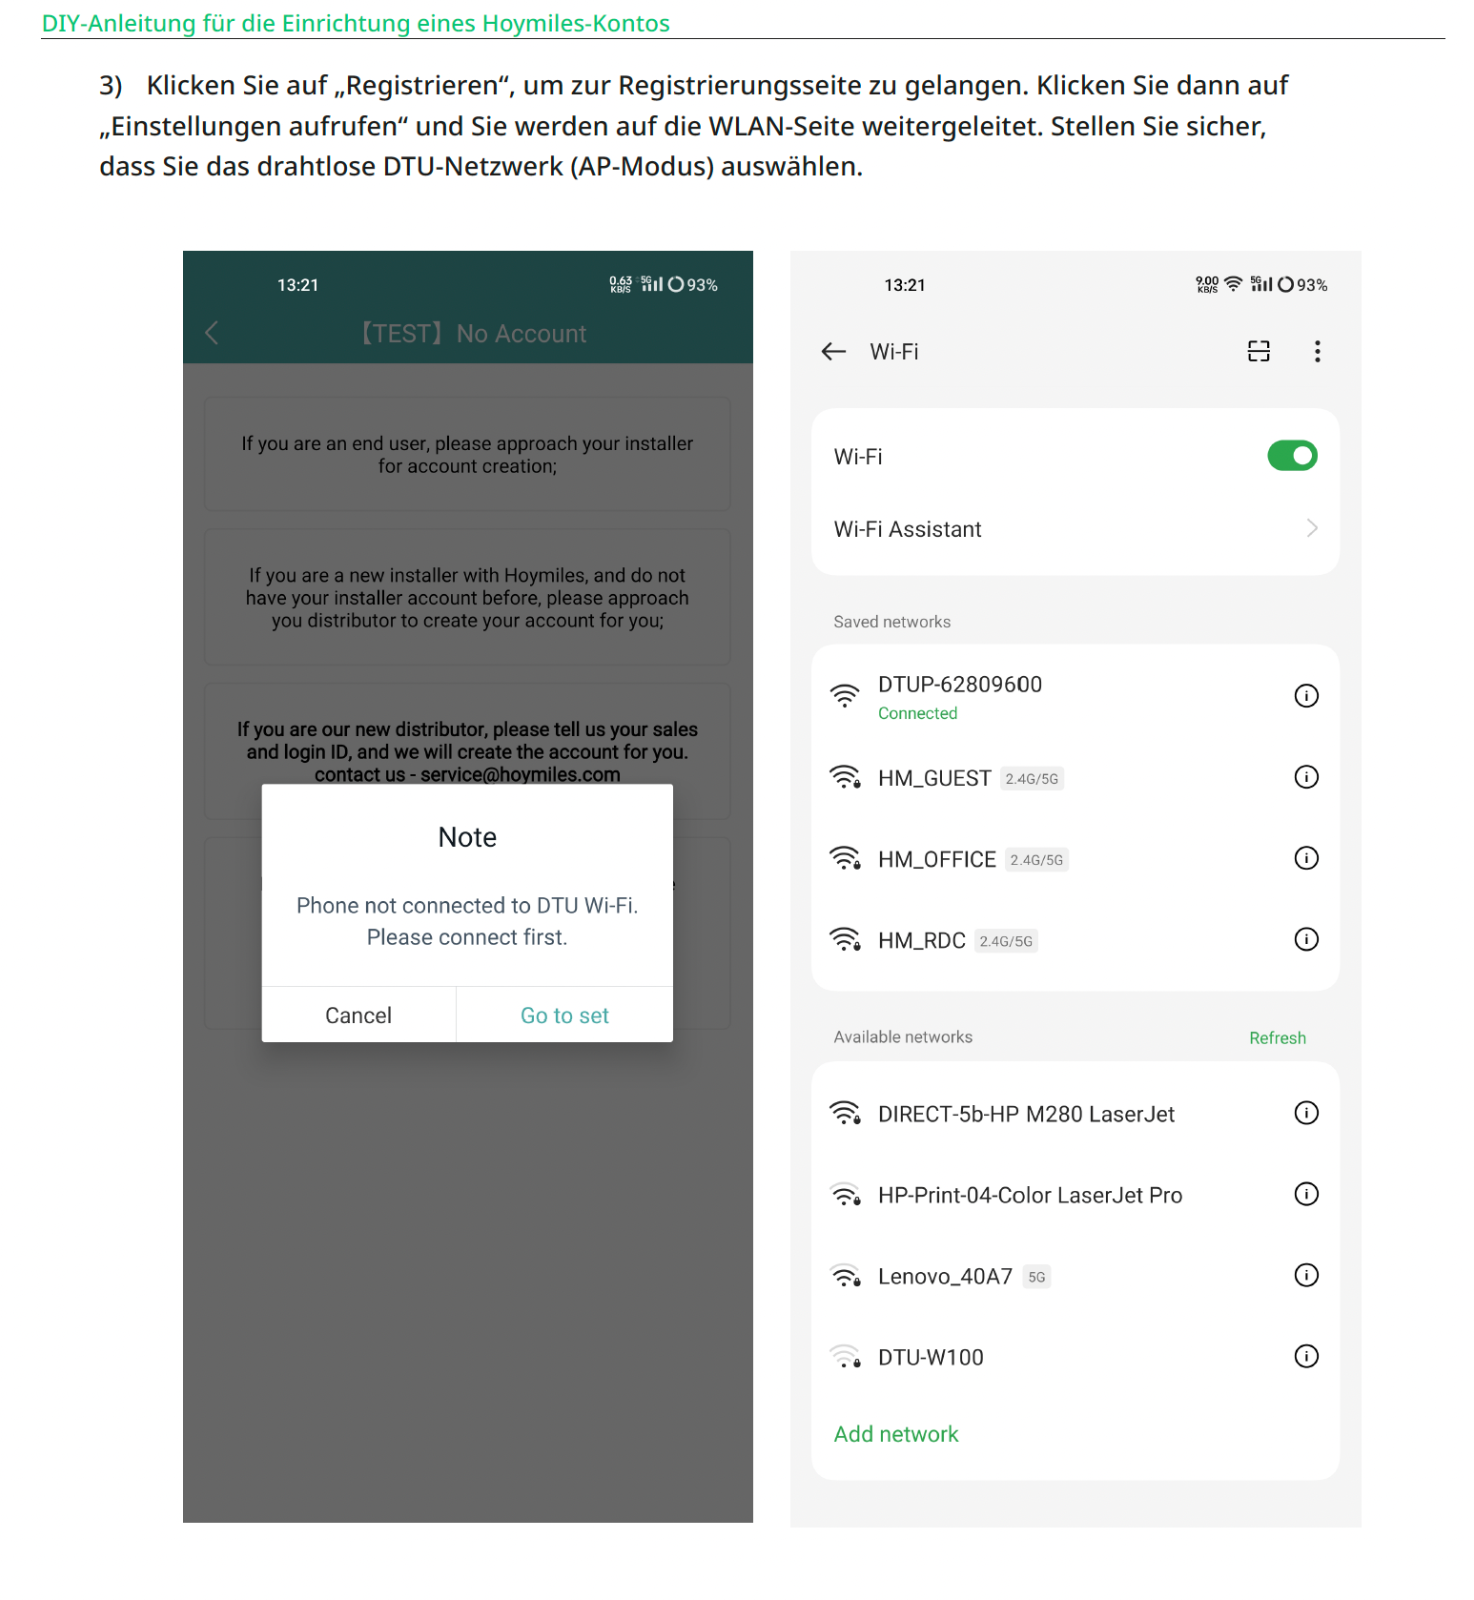 DIY-Anleitung für die Einrichtung eines Hoymiles-Kontos
3) Klicken Sie auf „Registrieren“, um zur Registrierungsseite zu gelangen. Klicken Sie dann auf
„Einstellungen aufrufen“ und Sie werden auf die WLAN-Seite weitergeleitet. Stellen Sie sicher,
dass Sie das drahtlose DTU-Netzwerk (AP-Modus) auswählen.
13:21
0.63 KB/S 5G 93%
【TEST】No Account
If you are an end user, please approach your installer
for account creation;
If you are a new installer with Hoymiles, and do not
have your installer account before, please approach
you distributor to create your account for you;
If you are our new distributor, please tell us your sales
and login ID, and we will create the account for you.
contact us - service@hoymiles.com
Note
Phone not connected to DTU Wi-Fi.
Please connect first.
Cancel
Go to set
13:21
9.00 KB/S 5G 93%
Wi-Fi
Wi-Fi
Wi-Fi Assistant
Saved networks
DTUP-62809600
Connected
HM_GUEST 2.4G/5G
HM_OFFICE 2.4G/5G
HM_RDC 2.4G/5G
Available networks
Refresh
DIRECT-5b-HP M280 LaserJet
HP-Print-04-Color LaserJet Pro
Lenovo_40A7 5G
DTU-W100
Add network